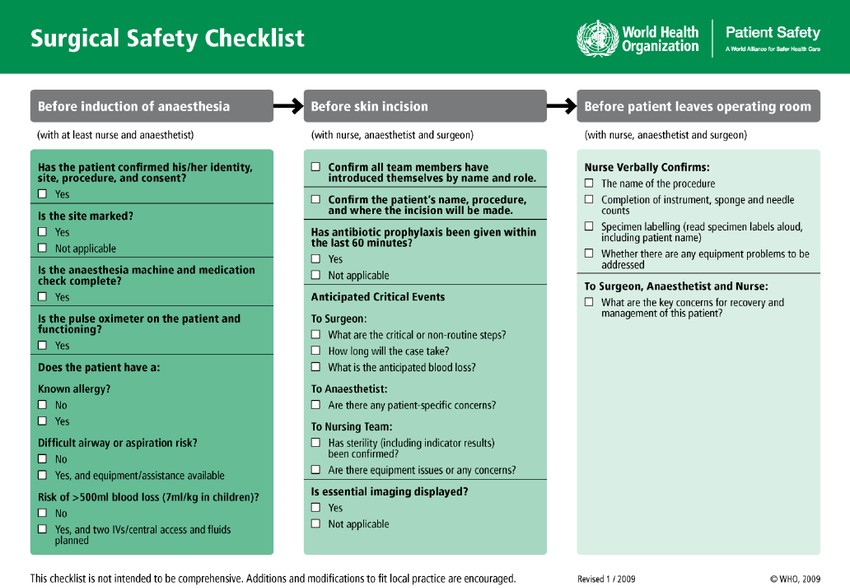 Surgical Safety Checklist
World Health
Organization
Patient Safety
A World Alliance for Safer Health Care
Before induction of anaesthesia
(with at least nurse and anaesthetist)
Has the patient confirmed his/her identity,
site, procedure, and consent?
Yes
Is the site marked?
Yes
Not applicable
Is the anaesthesia machine and medication
check complete?
Yes
Is the pulse oximeter on the patient and
functioning?
Yes
Does the patient have a:
Known allergy?
No
Yes
Difficult airway or aspiration risk?
No
Yes, and equipment/assistance available
Risk of >500ml blood loss (7ml/kg in children)?
No
Yes, and two IVs/central access and fluids
planned
Before skin incision
(with nurse, anaesthetist and surgeon)
Confirm all team members have
introduced themselves by name and role.
Confirm the patient's name, procedure,
and where the incision will be made.
Has antibiotic prophylaxis been given within
the last 60 minutes?
Yes
Not applicable
Anticipated Critical Events
To Surgeon:
What are the critical or non-routine steps?
How long will the case take?
What is the anticipated blood loss?
To Anaesthetist:
Are there any patient-specific concerns?
To Nursing Team:
Has sterility (including indicator results)
been confirmed?
Are there equipment issues or any concerns?
Is essential imaging displayed?
Yes
Not applicable
Before patient leaves operating room
(with nurse, anaesthetist and surgeon)
Nurse Verbally Confirms:
The name of the procedure
Completion of instrument, sponge and needle
counts
Specimen labelling (read specimen labels aloud,
including patient name)
Whether there are any equipment problems to be
addressed
To Surgeon, Anaesthetist and Nurse:
What are the key concerns for recovery and
management of this patient?
This checklist is not intended to be comprehensive. Additions and modifications to fit local practice are encouraged.
Revised 1 / 2009
© WHO, 2009